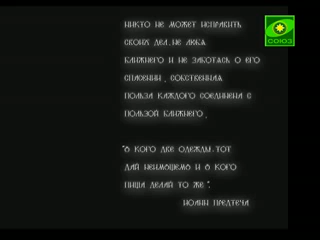 НИКТО НЕ МОЖЕТ ИСПРАВИТЬ
СВОИХ ДЕЛ, НЕ ЛЮБЯ
БЛИЖНЕГО И НЕ ЗАБОТЯСЬ О ЕГО
СПАСЕНИИ. СОБСТВЕННАЯ
ПОЛЬЗА КАЖДОГО СОЕДИНЕНА С
ПОЛЬЗОЙ БЛИЖНЕГО.
"У КОГО ДВЕ ОДЕЖДЫ, ТОТ
ДАЙ НЕИМУЩЕМУ И У КОГО
ПИЩА ДЕЛАЙ ТО ЖЕ".
ИОАНН ПРЕДТЕЧА
СОЮЗ